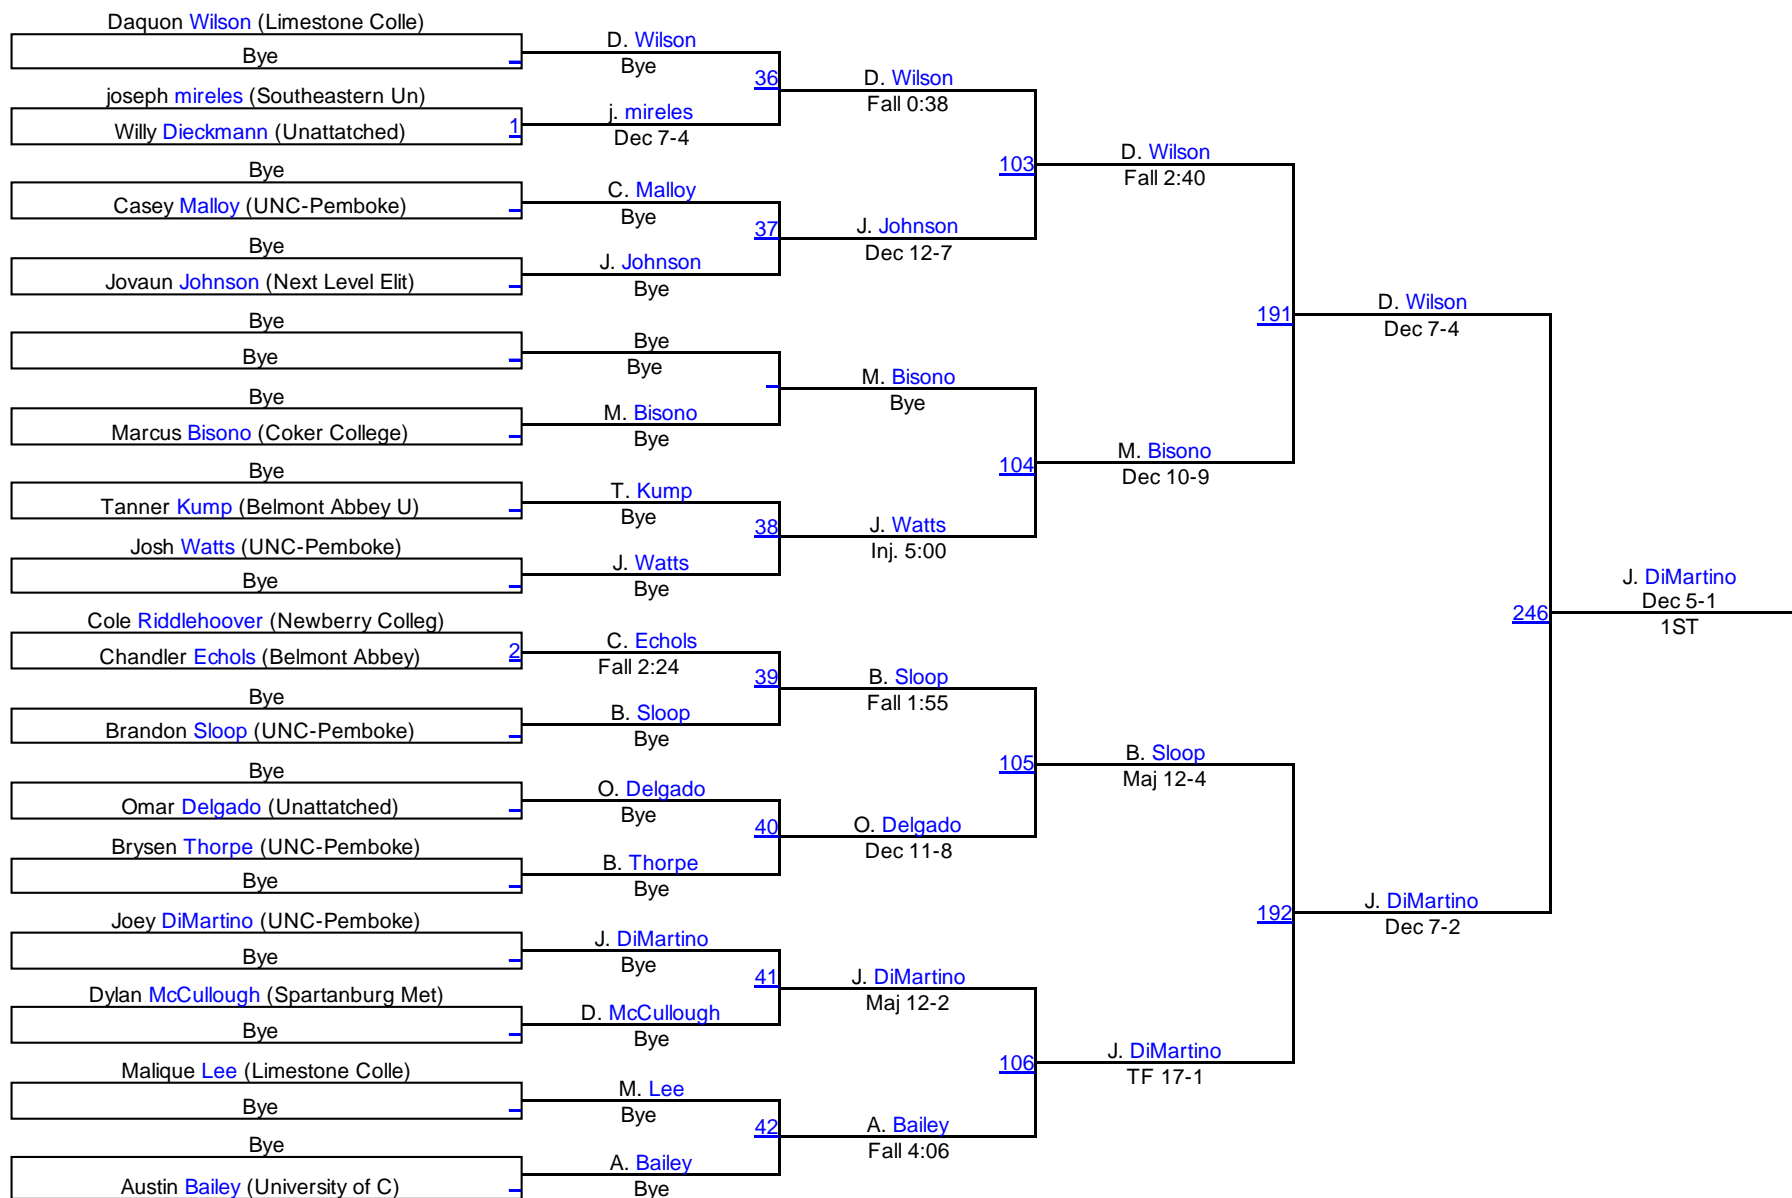 Daquon Wilson (Limestone Colle)
Bye
joseph mireles (Southeastern Un)
Willy Dieckmann (Unattatched)
1
Bye
Casey Malloy (UNC-Pemboke)
Bye
Jovaun Johnson (Next Level Elit)
Bye
Bye
Bye
Marcus Bisono (Coker College)
Bye
Tanner Kump (Belmont Abbey U)
Josh Watts (UNC-Pemboke)
Bye
Cole Riddlehoover (Newberry Colleg)
Chandler Echols (Belmont Abbey)
2
Bye
Brandon Sloop (UNC-Pemboke)
Bye
Omar Delgado (Unattatched)
Brysen Thorpe (UNC-Pemboke)
Bye
Joey DiMartino (UNC-Pemboke)
Bye
Dylan McCullough (Spartanburg Met)
Bye
Malique Lee (Limestone Colle)
Bye
Bye
Austin Bailey (University of C)
D. Wilson
Bye
36
j. mireles
Dec 7-4
C. Malloy
Bye
37
J. Johnson
Bye
Bye
Bye
M. Bisono
Bye
T. Kump
Bye
38
J. Watts
Bye
C. Echols
Fall 2:24
39
B. Sloop
Bye
O. Delgado
Bye
40
B. Thorpe
Bye
J. DiMartino
Bye
41
D. McCullough
Bye
M. Lee
Bye
42
A. Bailey
Bye
D. Wilson
Fall 0:38
103
J. Johnson
Dec 12-7
M. Bisono
Bye
104
J. Watts
Inj. 5:00
B. Sloop
Fall 1:55
105
O. Delgado
Dec 11-8
J. DiMartino
Maj 12-2
106
A. Bailey
Fall 4:06
D. Wilson
Fall 2:40
191
M. Bisono
Dec 10-9
B. Sloop
Maj 12-4
192
J. DiMartino
TF 17-1
D. Wilson
Dec 7-4
246
J. DiMartino
Dec 7-2
J. DiMartino
Dec 5-1
1ST